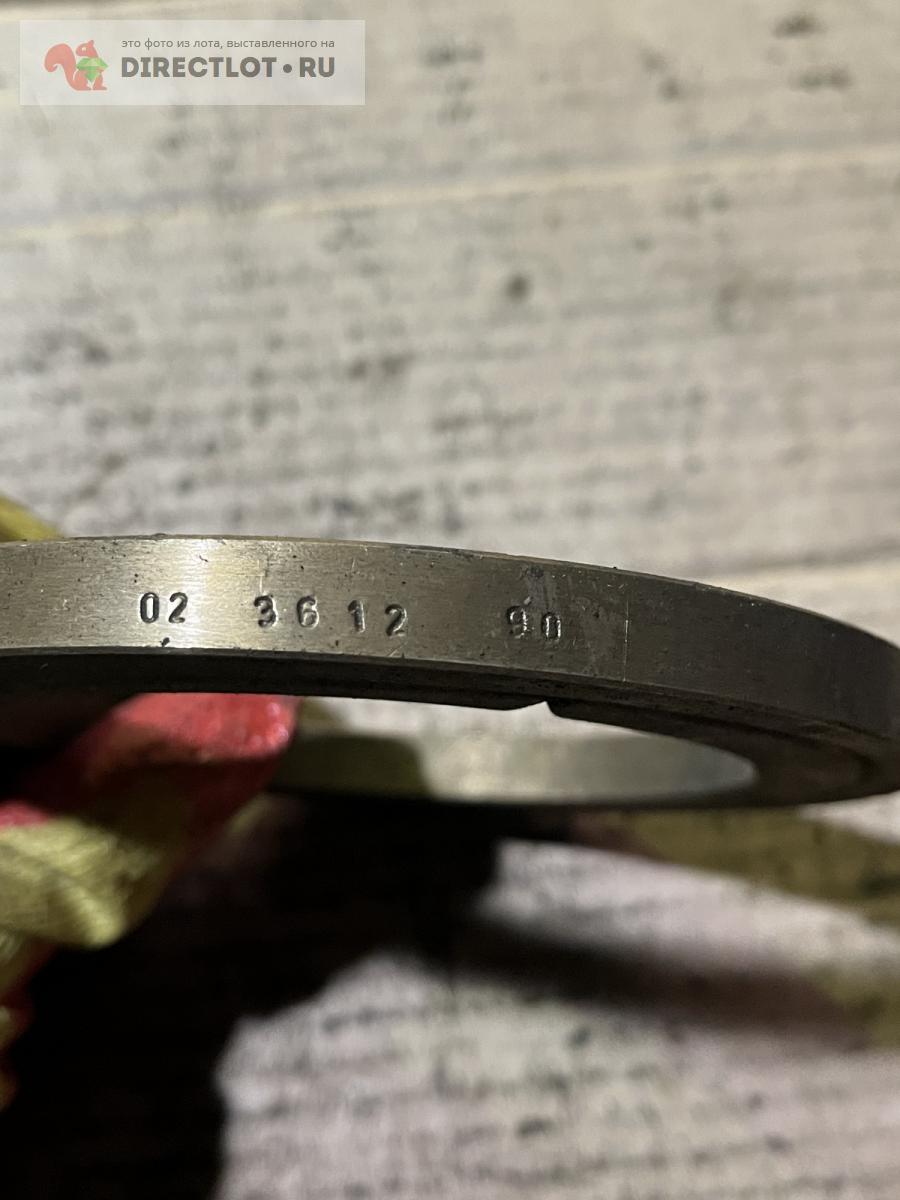 это фото из лота, выставленного на
DIRECTLOT•RU
02 3612 90